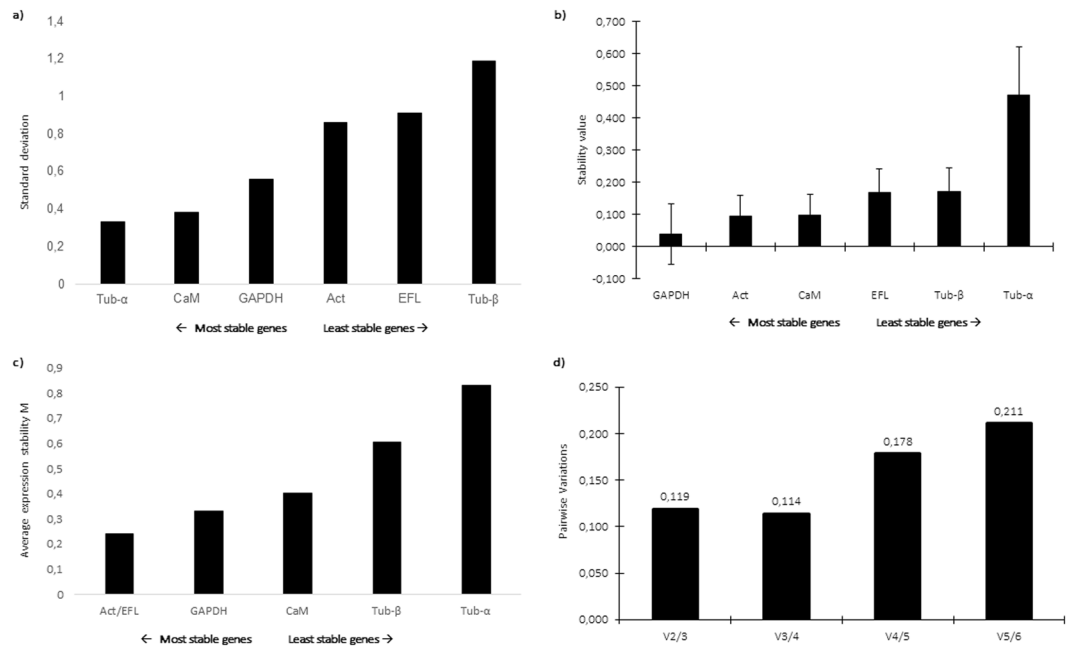 a)
1,4
1,2
1
0,8
0,6
0,4
0,2
0
Standard deviation
Tub-α CaM GAPDH Act EFL Tub-β
← Most stable genes Least stable genes →
b)
0,700
0,600
0,500
0,400
0,300
0,200
0,100
0,000
-0,100
Stability value
GAPDH Act CaM EFL Tub-β Tub-α
← Most stable genes Least stable genes →
c)
0,9
0,8
0,7
0,6
0,5
0,4
0,3
0,2
0,1
0
Average expression stability M
Act/EFL GAPDH CaM Tub-β Tub-α
← Most stable genes Least stable genes →
d)
0,250
0,200
0,150
0,100
0,050
0,000
Pairwise Variations
0,119 0,114 0,178 0,211
V2/3 V3/4 V4/5 V5/6